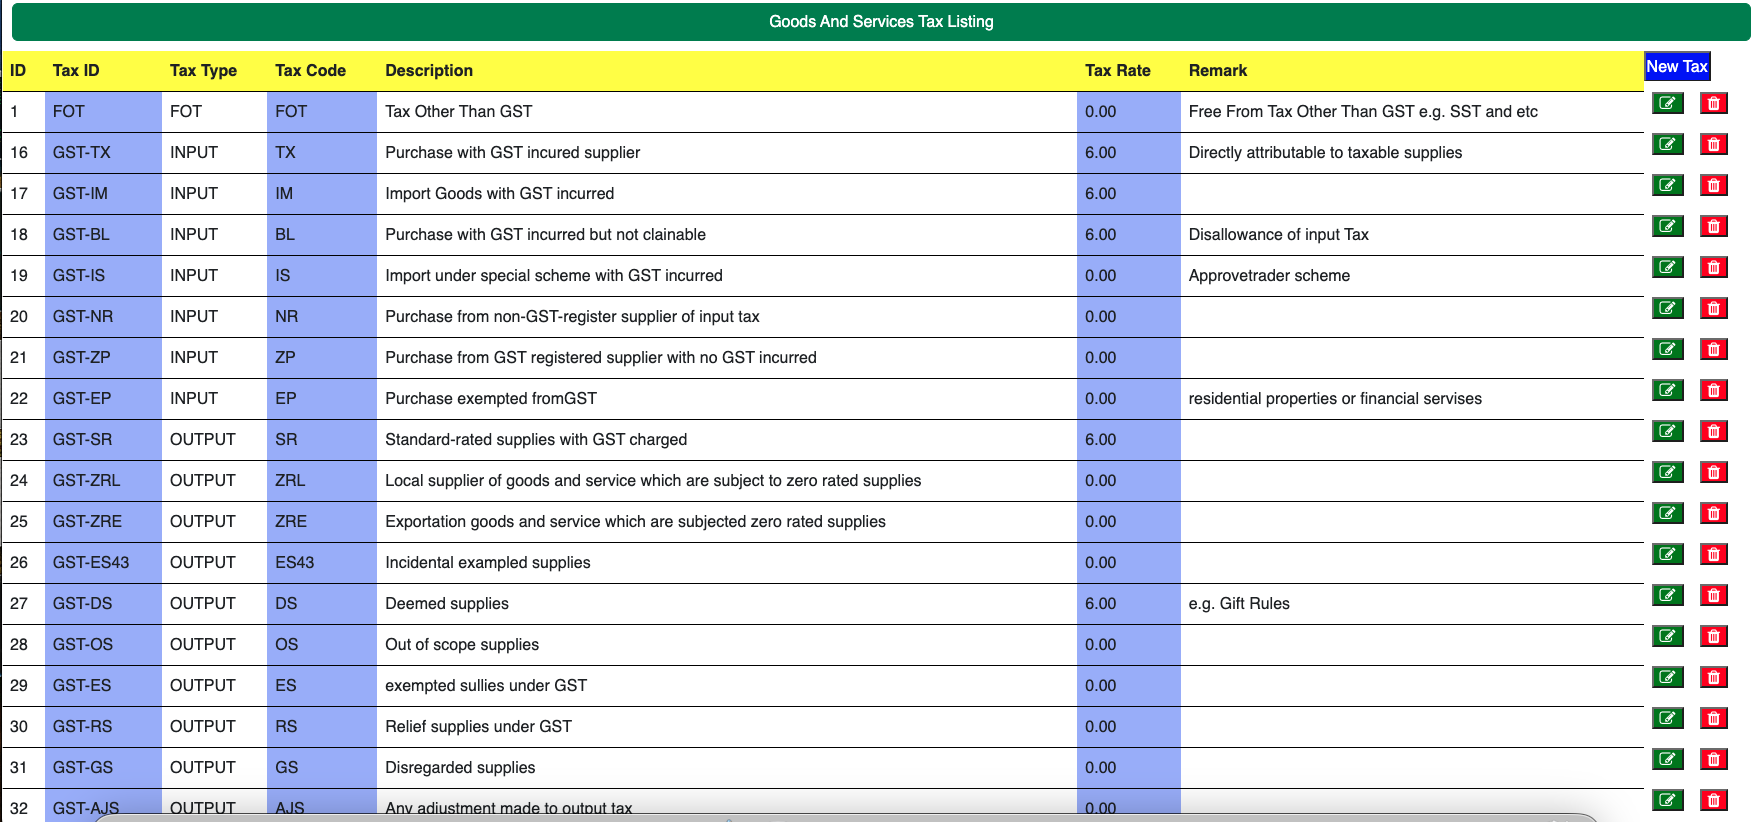 Goods And Services Tax Listing
ID Tax ID Tax Type Tax Code Description Tax Rate Remark New Tax
1 FOT FOT FOT Tax Other Than GST 0.00 Free From Tax Other Than GST e.g. SST and etc
16 GST-TX INPUT TX Purchase with GST incured supplier 6.00 Directly attributable to taxable supplies
17 GST-IM INPUT IM Import Goods with GST incurred 6.00
18 GST-BL INPUT BL Purchase with GST incurred but not clainable 6.00 Disallowance of input Tax
19 GST-IS INPUT IS Import under special scheme with GST incurred 0.00 Approvetrader scheme
20 GST-NR INPUT NR Purchase from non-GST-register supplier of input tax 0.00
21 GST-ZP INPUT ZP Purchase from GST registered supplier with no GST incurred 0.00
22 GST-EP INPUT EP Purchase exempted fromGST 0.00 residential properties or financial servises
23 GST-SR OUTPUT SR Standard-rated supplies with GST charged 6.00
24 GST-ZRL OUTPUT ZRL Local supplier of goods and service which are subject to zero rated supplies 0.00
25 GST-ZRE OUTPUT ZRE Exportation goods and service which are subjected zero rated supplies 0.00
26 GST-ES43 OUTPUT ES43 Incidental exampled supplies 0.00
27 GST-DS OUTPUT DS Deemed supplies 6.00 e.g. Gift Rules
28 GST-OS OUTPUT OS Out of scope supplies 0.00
29 GST-ES OUTPUT ES exempted sullies under GST 0.00
30 GST-RS OUTPUT RS Relief supplies under GST 0.00
31 GST-GS OUTPUT GS Disregarded supplies 0.00
32 GST-AJS OUTPUT AJS Any adjustment made to output tax 0.00